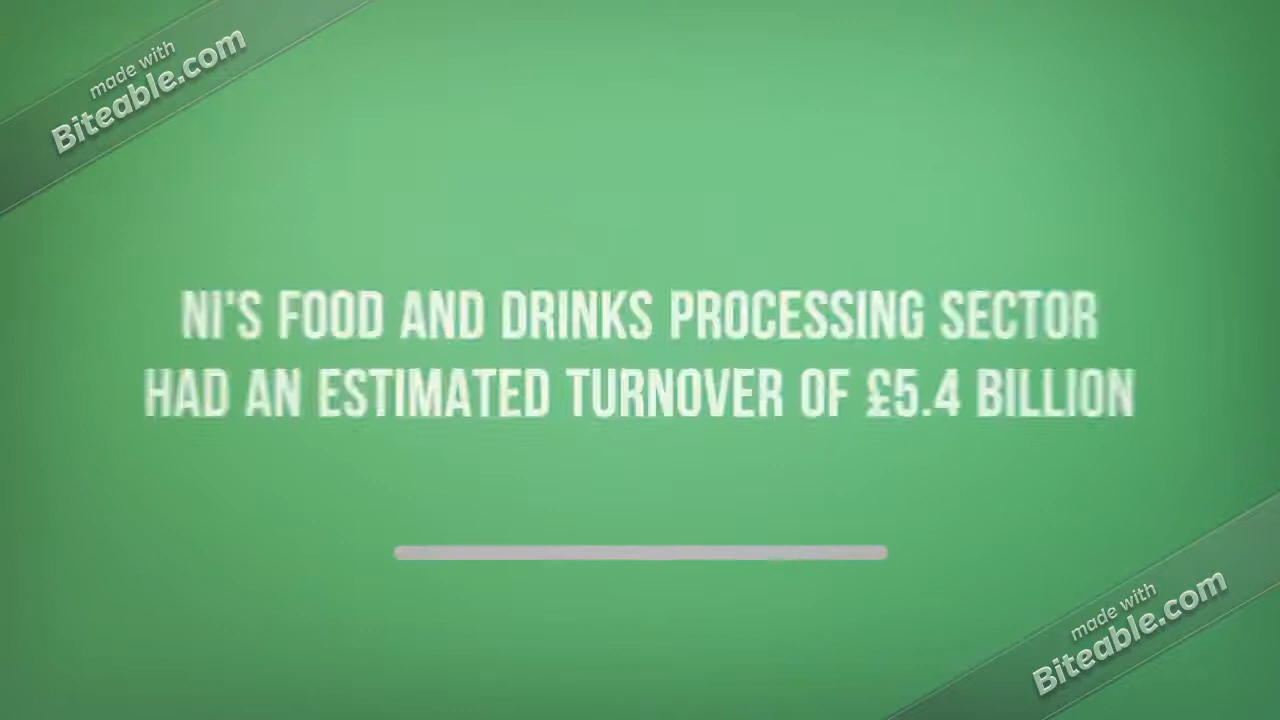 made with
Biteable.com
NI'S FOOD AND DRINKS PROCESSING SECTOR
HAD AN ESTIMATED TURNOVER OF £5.4 BILLION
made with
Biteable.com